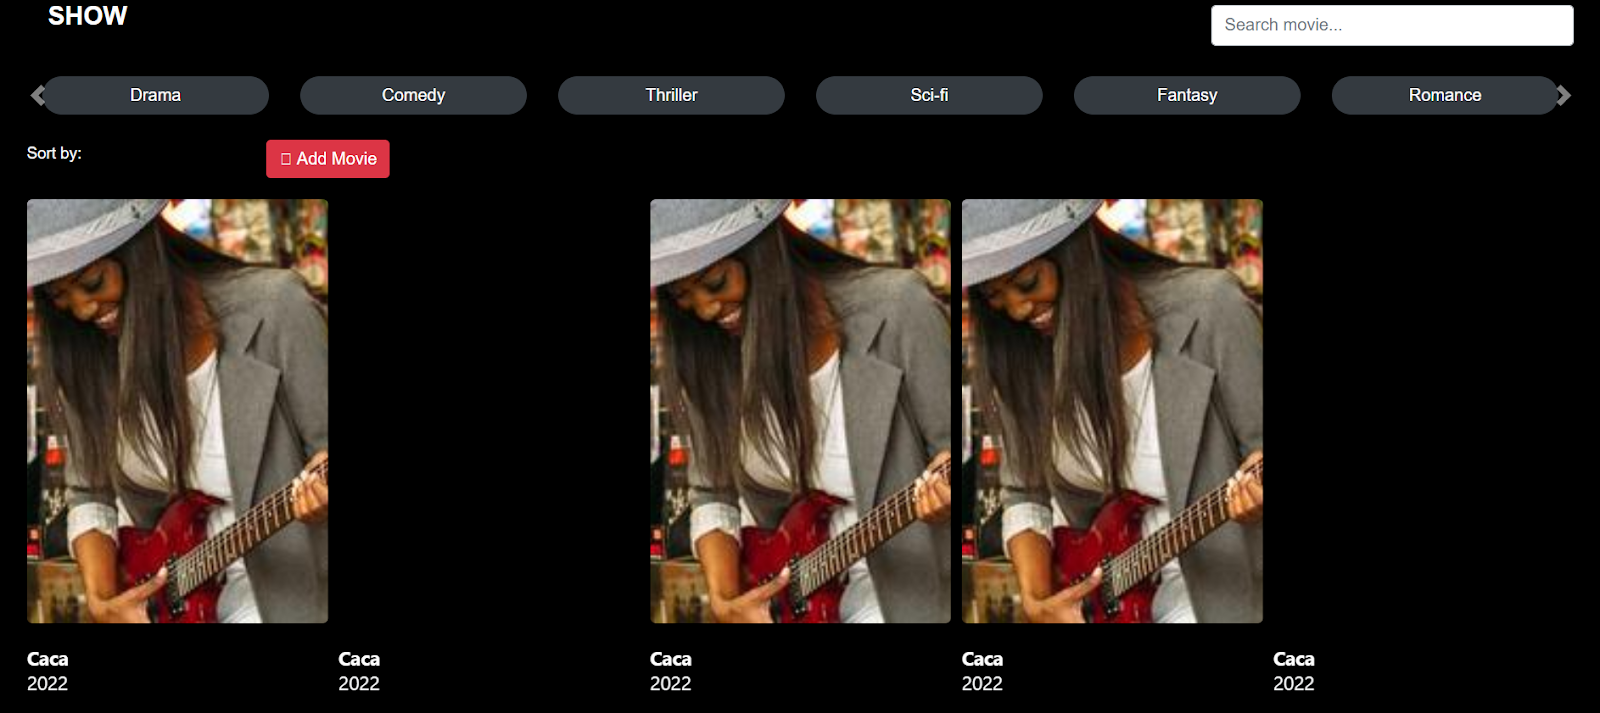 SHOW
Search movie...
Drama
Comedy
Thriller
Sci-fi
Fantasy
Romance
Sort by:
Add Movie
Caca
2022
Caca
2022
Caca
2022
Caca
2022
Caca
2022